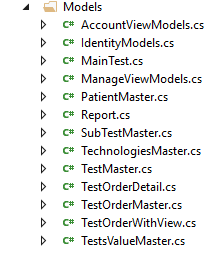 Models
C# AccountViewModels.cs
C# IdentityModels.cs
C# MainTest.cs
C# ManageViewModels.cs
C# PatientMaster.cs
C# Report.cs
C# SubTestMaster.cs
C# TechnologiesMaster.cs
C# TestMaster.cs
C# TestOrderDetail.cs
C# TestOrderMaster.cs
C# TestOrderWithView.cs
C# TestsValueMaster.cs